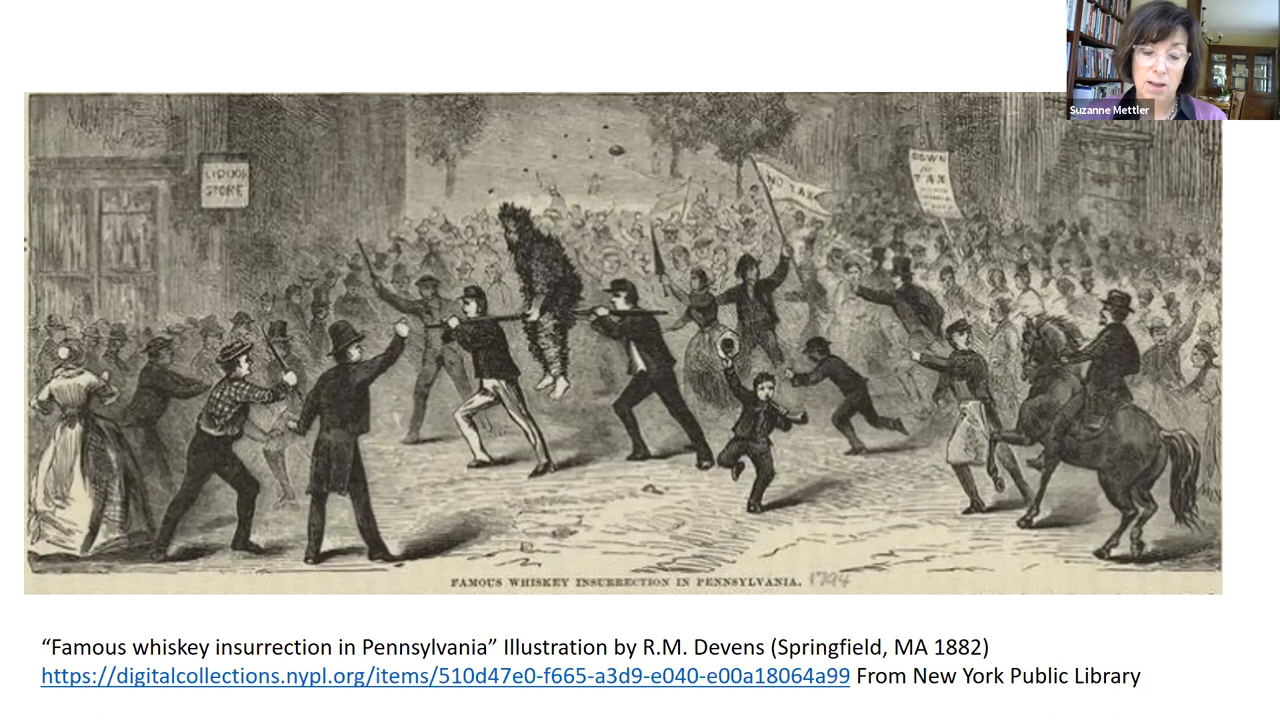 Suzanne Mettler
LIQUOR
STORE
NO TAX
DOWN
TAX
FAMOUS WHISKEY INSURRECTION IN PENNSYLVANIA. 1794
“Famous whiskey insurrection in Pennsylvania” Illustration by R.M. Devens (Springfield, MA 1882)
https://digitalcollections.nypl.org/items/510d47e0-f665-a3d9-e040-e00a18064a99 From New York Public Library